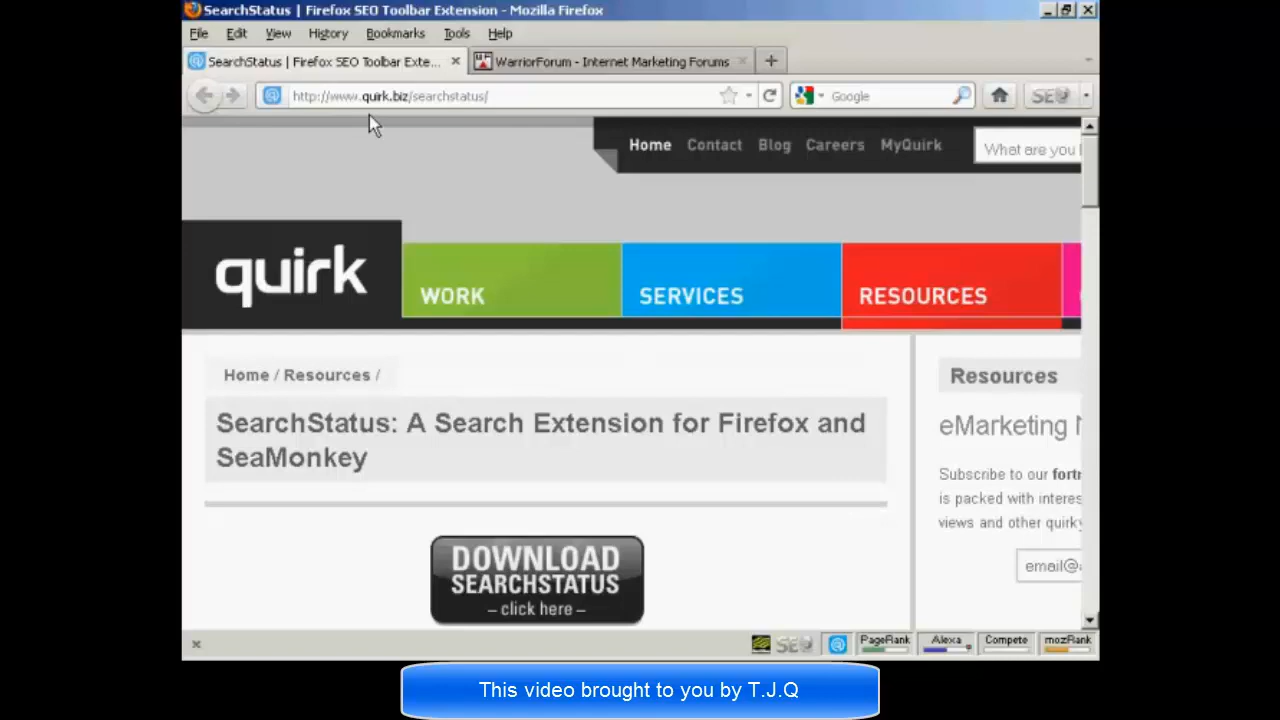 SearchStatus | Firefox SEO Toolbar Extension - Mozilla Firefox
File Edit View History Bookmarks Tools Help
SearchStatus | Firefox SEO Toolbar Exte...
WarriorForum - Internet Marketing Forums
http://www.quirk.biz/searchstatus/
Google
SEO
Home Contact Blog Careers MyQuirk
What are you
quirk
WORK
SERVICES
RESOURCES
Home / Resources /
SearchStatus: A Search Extension for Firefox and
SeaMonkey
DOWNLOAD
SEARCHSTATUS
– click here –
Resources
eMarketing
Subscribe to our fort
is packed with interes
views and other quirky
email@
SEO
PageRank
Alexa
Compete
mozRank
This video brought to you by T.J.Q